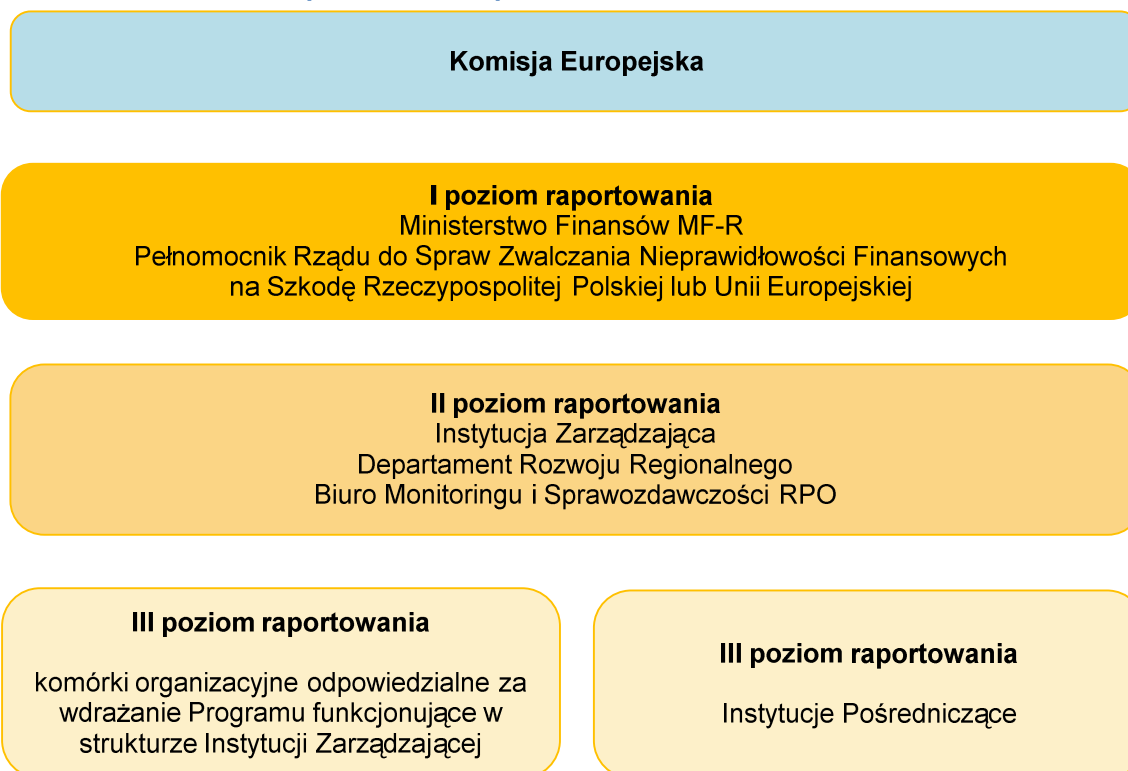 Komisja Europejska
I poziom raportowania
Ministerstwo Finansów MF-R
Pełnomocnik Rządu do Spraw Zwalczania Nieprawidłowości Finansowych
na Szkodę Rzeczypospolitej Polskiej lub Unii Europejskiej
II poziom raportowania
Instytucja Zarządzająca
Departament Rozwoju Regionalnego
Biuro Monitoringu i Sprawozdawczości RPO
III poziom raportowania
komórki organizacyjne odpowiedzialne za
wdrażanie Programu funkcjonujące w
strukturze Instytucji Zarządzającej
III poziom raportowania
Instytucje Pośredniczące